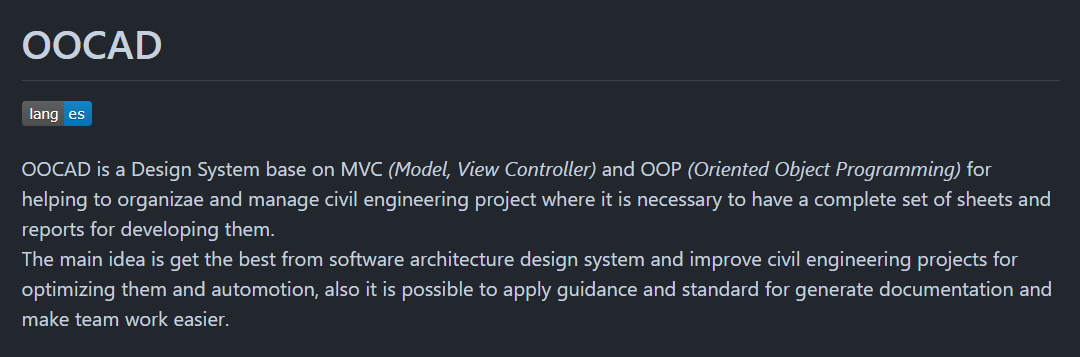 OOCAD
lang es
OOCAD is a Design System base on MVC (Model, View Controller) and OOP (Oriented Object Programming) for
helping to organizae and manage civil engineering project where it is necessary to have a complete set of sheets and
reports for developing them.
The main idea is get the best from software architecture design system and improve civil engineering projects for
optimizing them and automotion, also it is possible to apply guidance and standard for generate documentation and
make team work easier.